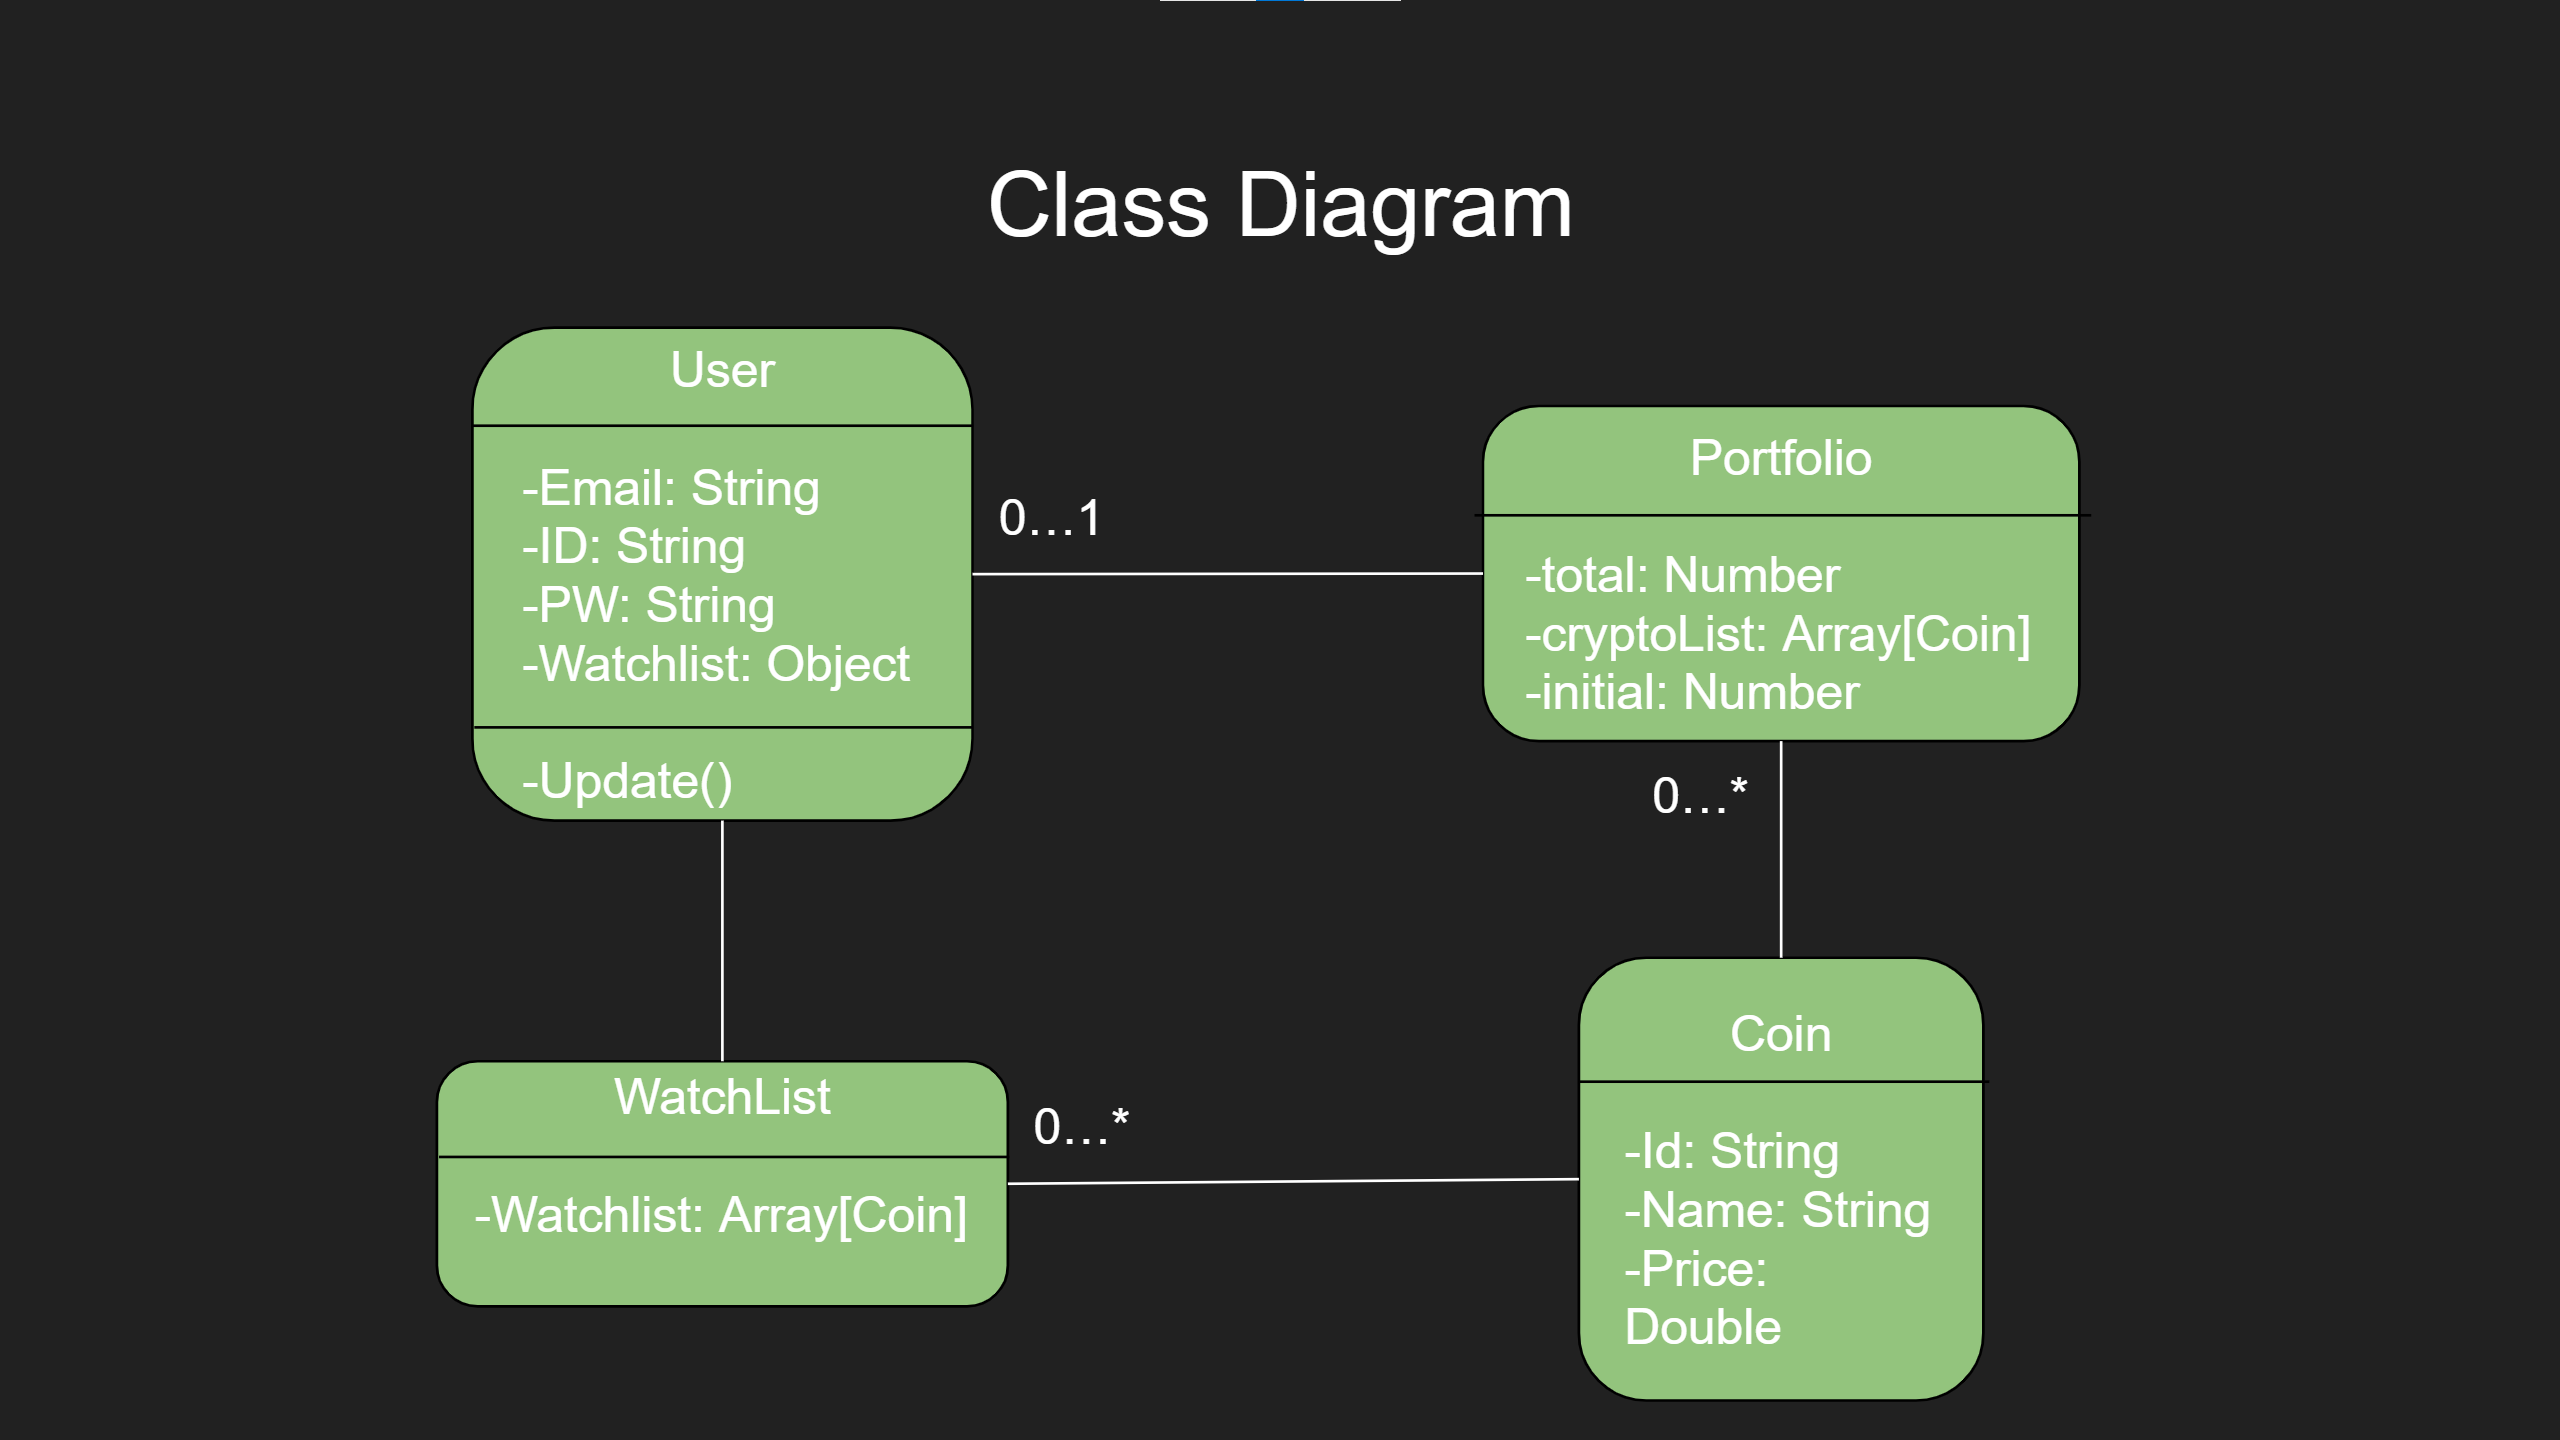 Class Diagram
User
-Email: String
-ID: String
-PW: String
-Watchlist: Object
-Update()
0…1
Portfolio
-total: Number
-cryptoList: Array[Coin]
-initial: Number
0…*
WatchList
-Watchlist: Array[Coin]
0…*
Coin
-Id: String
-Name: String
-Price:
Double